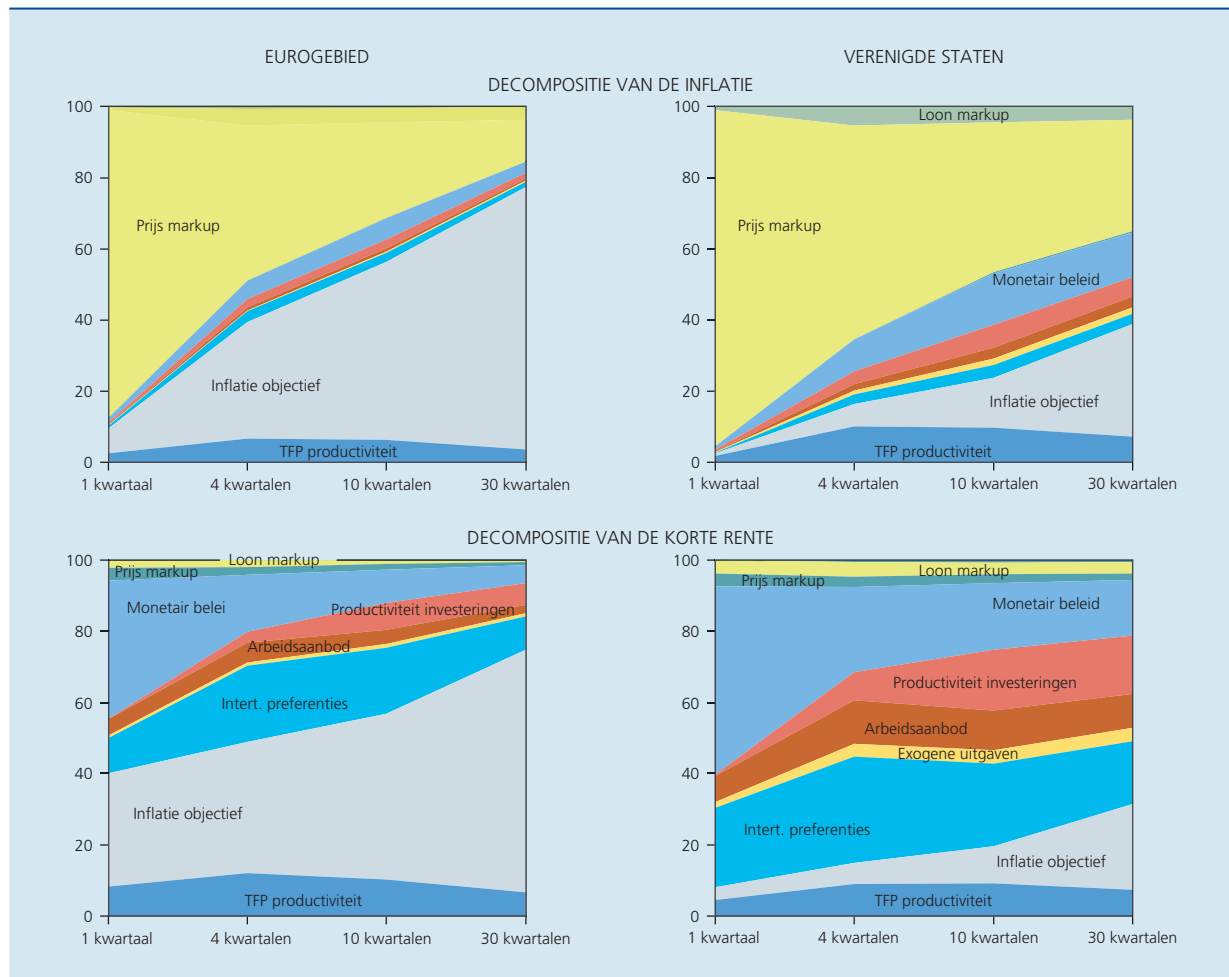 EUROGEBIED
VERENIGDE STATEN
DECOMPOSITIE VAN DE INFLATIE
100
80
60
40
20
0
Prijs markup
Inflatie objectief
TFP productiviteit
1 kwartaal
4 kwartalen
10 kwartalen
30 kwartalen
100
80
60
40
20
0
Loon markup
Prijs markup
Monetair beleid
Inflatie objectief
TFP productiviteit
1 kwartaal
4 kwartalen
10 kwartalen
30 kwartalen
DECOMPOSITIE VAN DE KORTE RENTE
100
80
60
40
20
0
Loon markup
Prijs markup
Monetair belei
Productiviteit investeringen
Arbeidsaanbod
Intert. preferenties
Inflatie objectief
TFP productiviteit
1 kwartaal
4 kwartalen
10 kwartalen
30 kwartalen
100
80
60
40
20
0
Loon markup
Prijs markup
Monetair beleid
Productiviteit investeringen
Arbeidsaanbod
Exogene uitgaven
Intert. preferenties
Inflatie objectief
TFP productiviteit
1 kwartaal
4 kwartalen
10 kwartalen
30 kwartalen